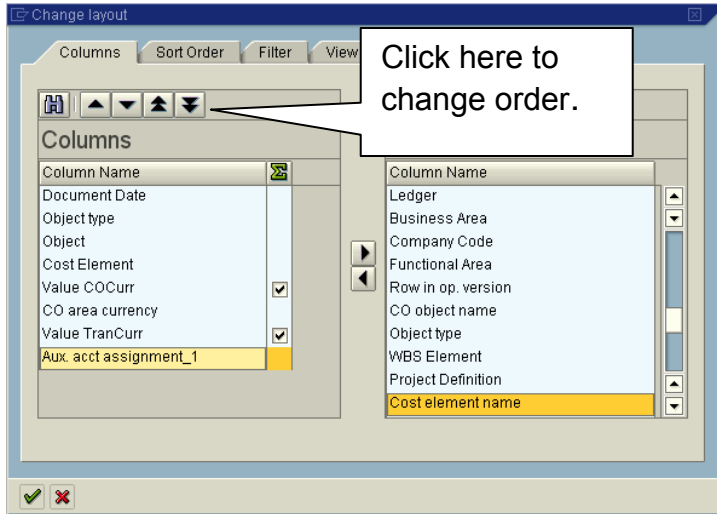 Change layout
Columns
Sort Order
Filter
View
Click here to
change order.
Columns
Column Name
Document Date
Object type
Object
Cost Element
Value COCurr
CO area currency
Value TranCurr
Aux. acct assignment_1
Column Name
Ledger
Business Area
Company Code
Functional Area
Row in op. version
CO object name
Object type
WBS Element
Project Definition
Cost element name